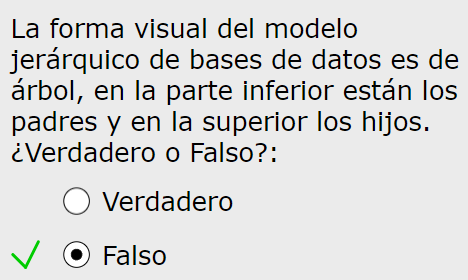 La forma visual del modelo
jerárquico de bases de datos es de
árbol, en la parte inferior están los
padres y en la superior los hijos.
¿Verdadero o Falso?:
Verdadero
Falso